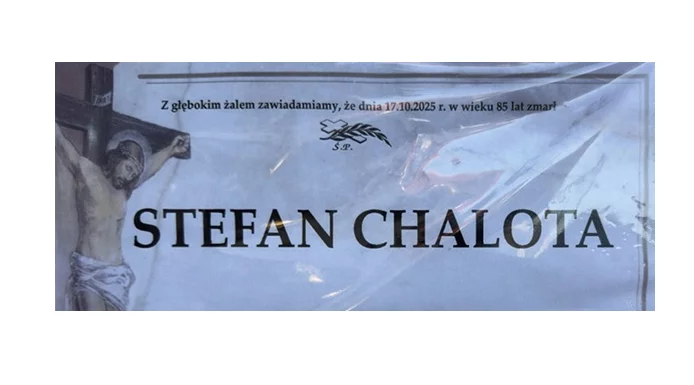 Z głębokim żalem zawiadamiamy, że dnia 17.10.2025 r. w wieku 85 lat zmarł
Ś.P.
STEFAN CHALOTA